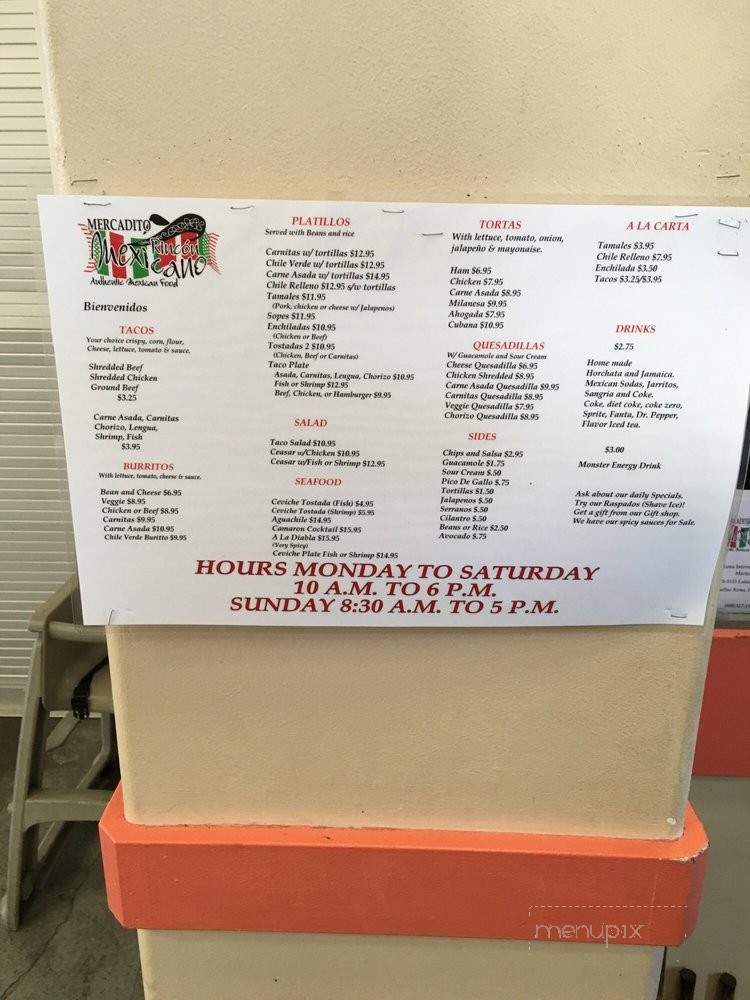 MERCADITO
Rincon
Mexicano
Authentic Mexican Food
Bienvenidos
TACOS
Your choice crispy, corn, flour,
Cheese, lettuce, tomato & sauce.
Shredded Beef
Shredded Chicken
Ground Beef
$3.25
Carne Asada, Carnitas
Chorizo, Lengua,
Shrimp, Fish
$3.95
BURRITOS
With lettuce, tomato, cheese & sauce.
Bean and Cheese $6.95
Veggie $8.95
Chicken or Beef $8.95
Carnitas $9.95
Carne Asada $10.95
Chile Verde Buritto $9.95
PLATILLOS
Served with Beans and rice
Carnitas w/ tortillas $12.95
Chile Verde w/ tortillas $12.95
Carne Asada w/ tortillas $14.95
Chile Relleno $12.95 s/w tortillas
Tamales $11.95
(Pork, chicken or cheese w/ Jalapenos)
Sopes $11.95
Enchiladas $10.95
(Chicken or Beef)
Tostadas 2 $10.95
(Chicken, Beef or Carnitas)
Taco Plate
Asada, Carnitas, Leugua, Chorizo $10.95
Fish or Shrimp $12.95
Beef, Chicken, or Hamburger $9.95
SALAD
Taco Salad $10.95
Ceasar w/Chicken $10.95
Ceasar w/Fish or Shrimp $12.95
SEAFOOD
Ceviche Tostada (Fish) $4.95
Ceviche Tostada (Shrimp) $5.95
Aguachile $14.95
Camaron Cocktail $15.95
A La Diabla $15.95
(Very Spicy)
Ceviche Plate Fish or Shrimp $14.95
TORTAS
With lettuce, tomato, onion,
jalapeño & mayonaise.
Ham $6.95
Chicken $7.95
Carne Asada $8.95
Milanesa $9.95
Ahogada $7.95
Cubana $10.95
QUESADILLAS
W/ Guacamole and Sour Cream
Cheese Quesadilla $6.95
Chicken Shredded $8.95
Carne Asada Quesadilla $9.95
Carnitas Quesadilla $8.95
Veggie Quesadilla $7.95
Chorizo Quesadilla $8.95
SIDES
Chips and Salsa $2.95
Guacamole $1.75
Sour Cream $.50
Pico De Gallo $.75
Tortillas $1.50
Jalapenos $.50
Serranos $.50
Cilantro $.50
Beans or Rice $2.50
Avocado $.75
A LA CARTA
Tamales $3.95
Chile Relleno $7.95
Enchilada $3.50
Tacos $3.25/$3.95
DRINKS
$2.75
Home made
Horchata and Jamaica.
Mexican Sodas, Jarritos,
Sangria and Coke.
Coke, diet coke, coke zero,
Sprite, Fanta, Dr. Pepper,
Flavor Iced tea.
$3.00
Monster Energy Drink
Ask about our daily Specials.
Try our Raspados (Shave Ice)!
Get a gift from our Gift shop.
We have our spicy sauces for Sale.
HOURS MONDAY TO SATURDAY
10 A.M. TO 6 P.M.
SUNDAY 8:30 A.M. TO 5 P.M.
menupix